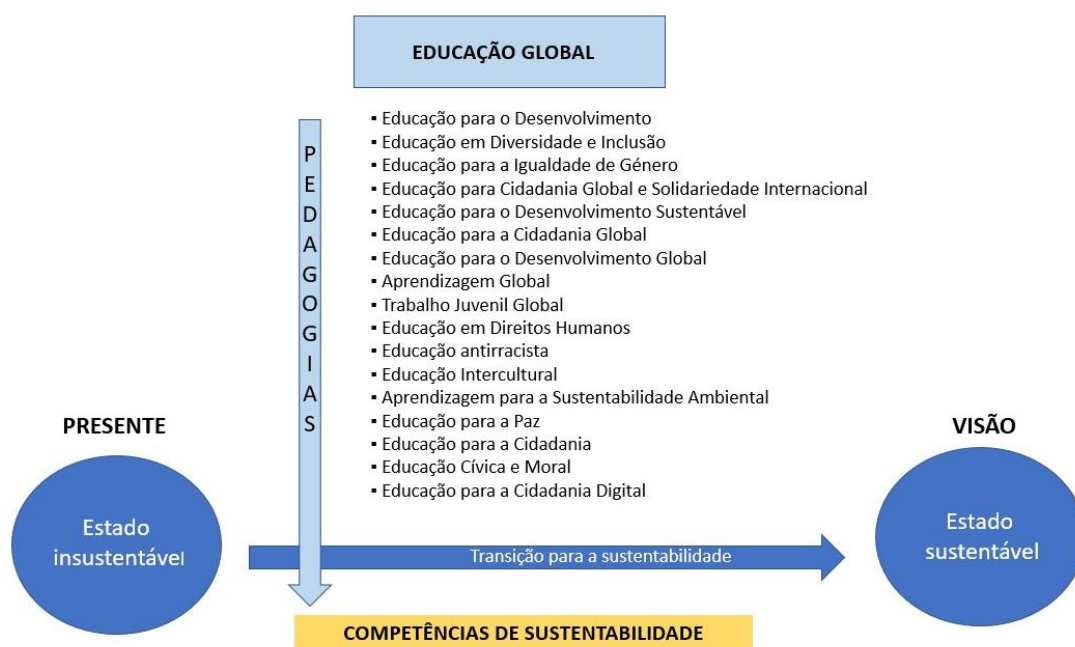 EDUCAÇÃO GLOBAL
PEDAGOGIAS
▪ Educação para o Desenvolvimento
▪ Educação em Diversidade e Inclusão
▪ Educação para a Igualdade de Género
▪ Educação para Cidadania Global e Solidariedade Internacional
▪ Educação para o Desenvolvimento Sustentável
▪ Educação para a Cidadania Global
▪ Educação para o Desenvolvimento Global
▪ Aprendizagem Global
▪ Trabalho Juvenil Global
▪ Educação em Direitos Humanos
▪ Educação antirracista
▪ Educação Intercultural
▪ Aprendizagem para a Sustentabilidade Ambiental
▪ Educação para a Paz
▪ Educação para a Cidadania
▪ Educação Cívica e Moral
▪ Educação para a Cidadania Digital
PRESENTE
Estado
insustentável
Transição para a sustentabilidade
VISÃO
Estado
sustentável
COMPETÊNCIAS DE SUSTENTABILIDADE